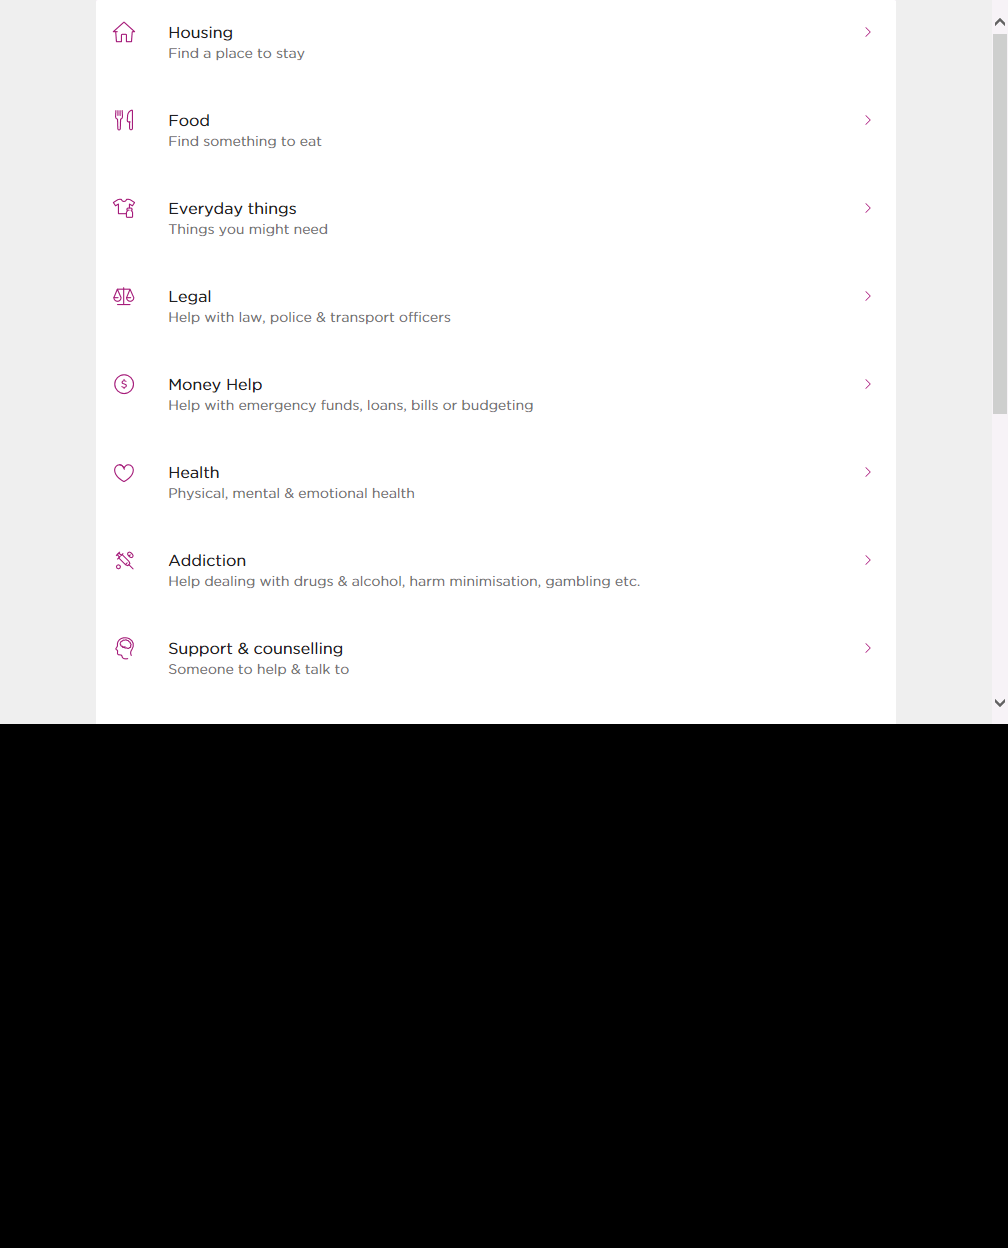 Housing
Find a place to stay
Food
Find something to eat
Everyday things
Things you might need
Legal
Help with law, police & transport officers
Money Help
Help with emergency funds, loans, bills or budgeting
Health
Physical, mental & emotional health
Addiction
Help dealing with drugs & alcohol, harm minimisation, gambling etc.
Support & counselling
Someone to help & talk to